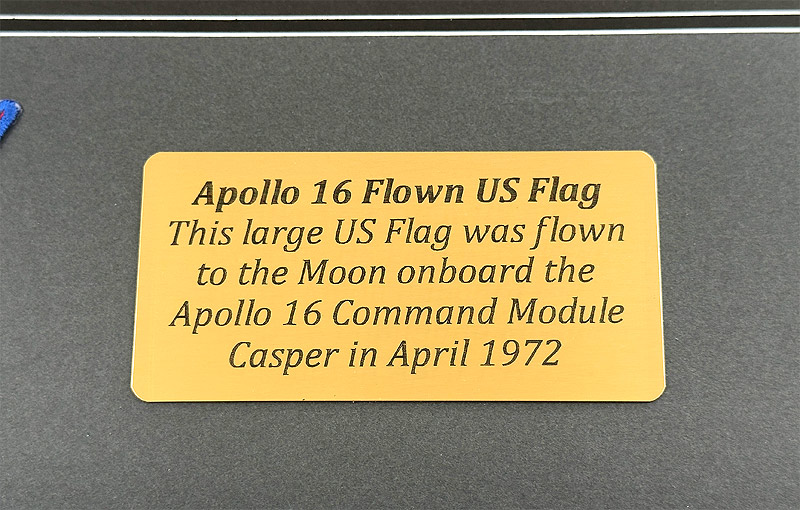 Apollo 16 Flown US Flag
This large US Flag was flown
to the Moon onboard the
Apollo 16 Command Module
Casper in April 1972